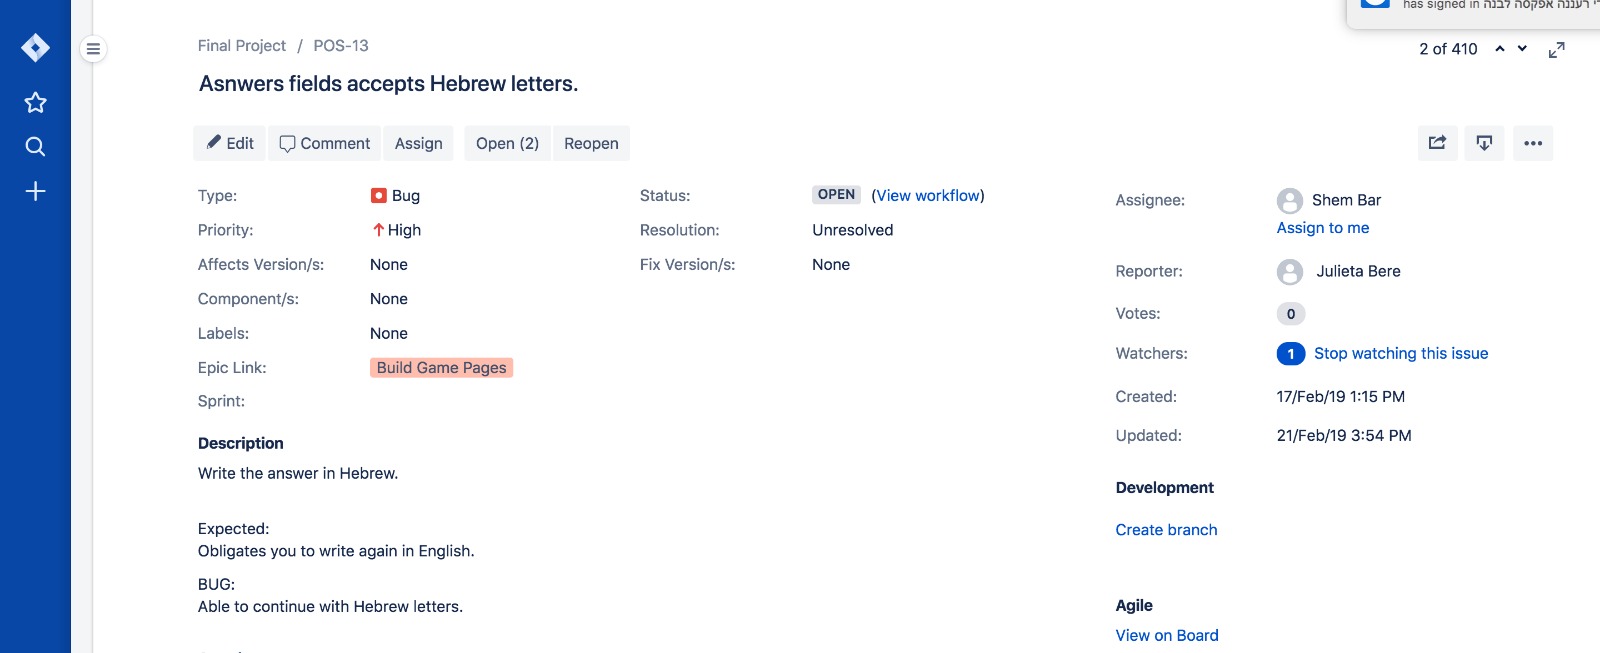 has signed in רי רעננה אפקסה לבנה
Final Project / POS-13
2 of 410
Asnwers fields accepts Hebrew letters.
Edit Comment Assign Open (2) Reopen
Type: Bug Status: OPEN (View workflow)
Priority: High Resolution: Unresolved
Affects Version/s: None Fix Version/s: None
Component/s: None
Labels: None
Epic Link: Build Game Pages
Sprint:
Description
Write the answer in Hebrew.
Expected:
Obligates you to write again in English.
BUG:
Able to continue with Hebrew letters.
Assignee: Shem Bar
Assign to me
Reporter: Julieta Bere
Votes: 0
Watchers: 1 Stop watching this issue
Created: 17/Feb/19 1:15 PM
Updated: 21/Feb/19 3:54 PM
Development
Create branch
Agile
View on Board